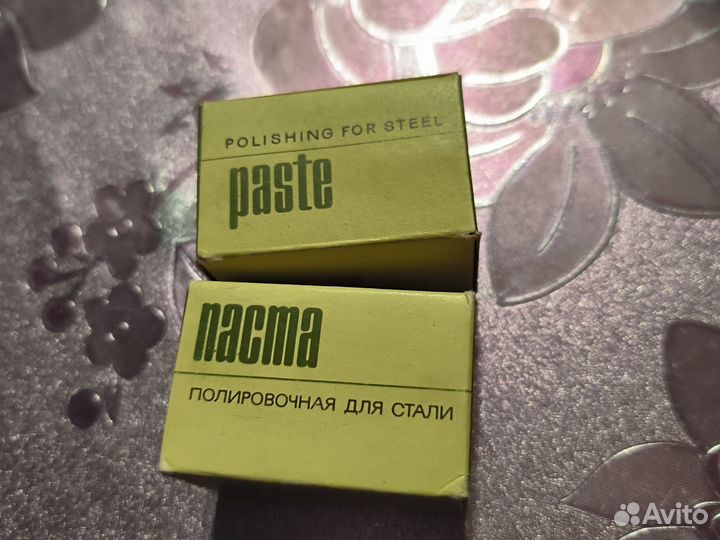 POLISHING FOR STEEL
paste
паста
ПОЛИРОВОЧНАЯ ДЛЯ СТАЛИ
Avito